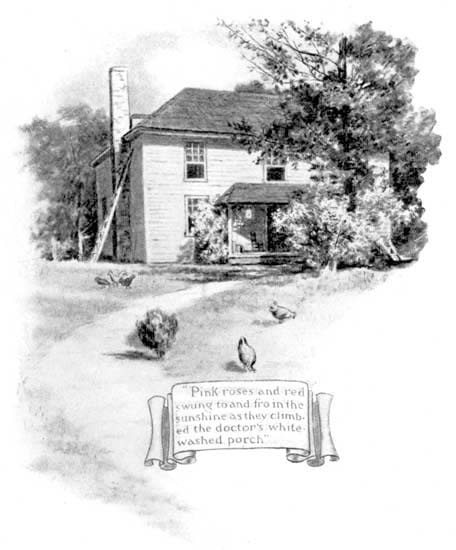 "Pink roses and red
swung to and fro in the
sunshine as they climb-
ed the doctor's white-
washed porch"